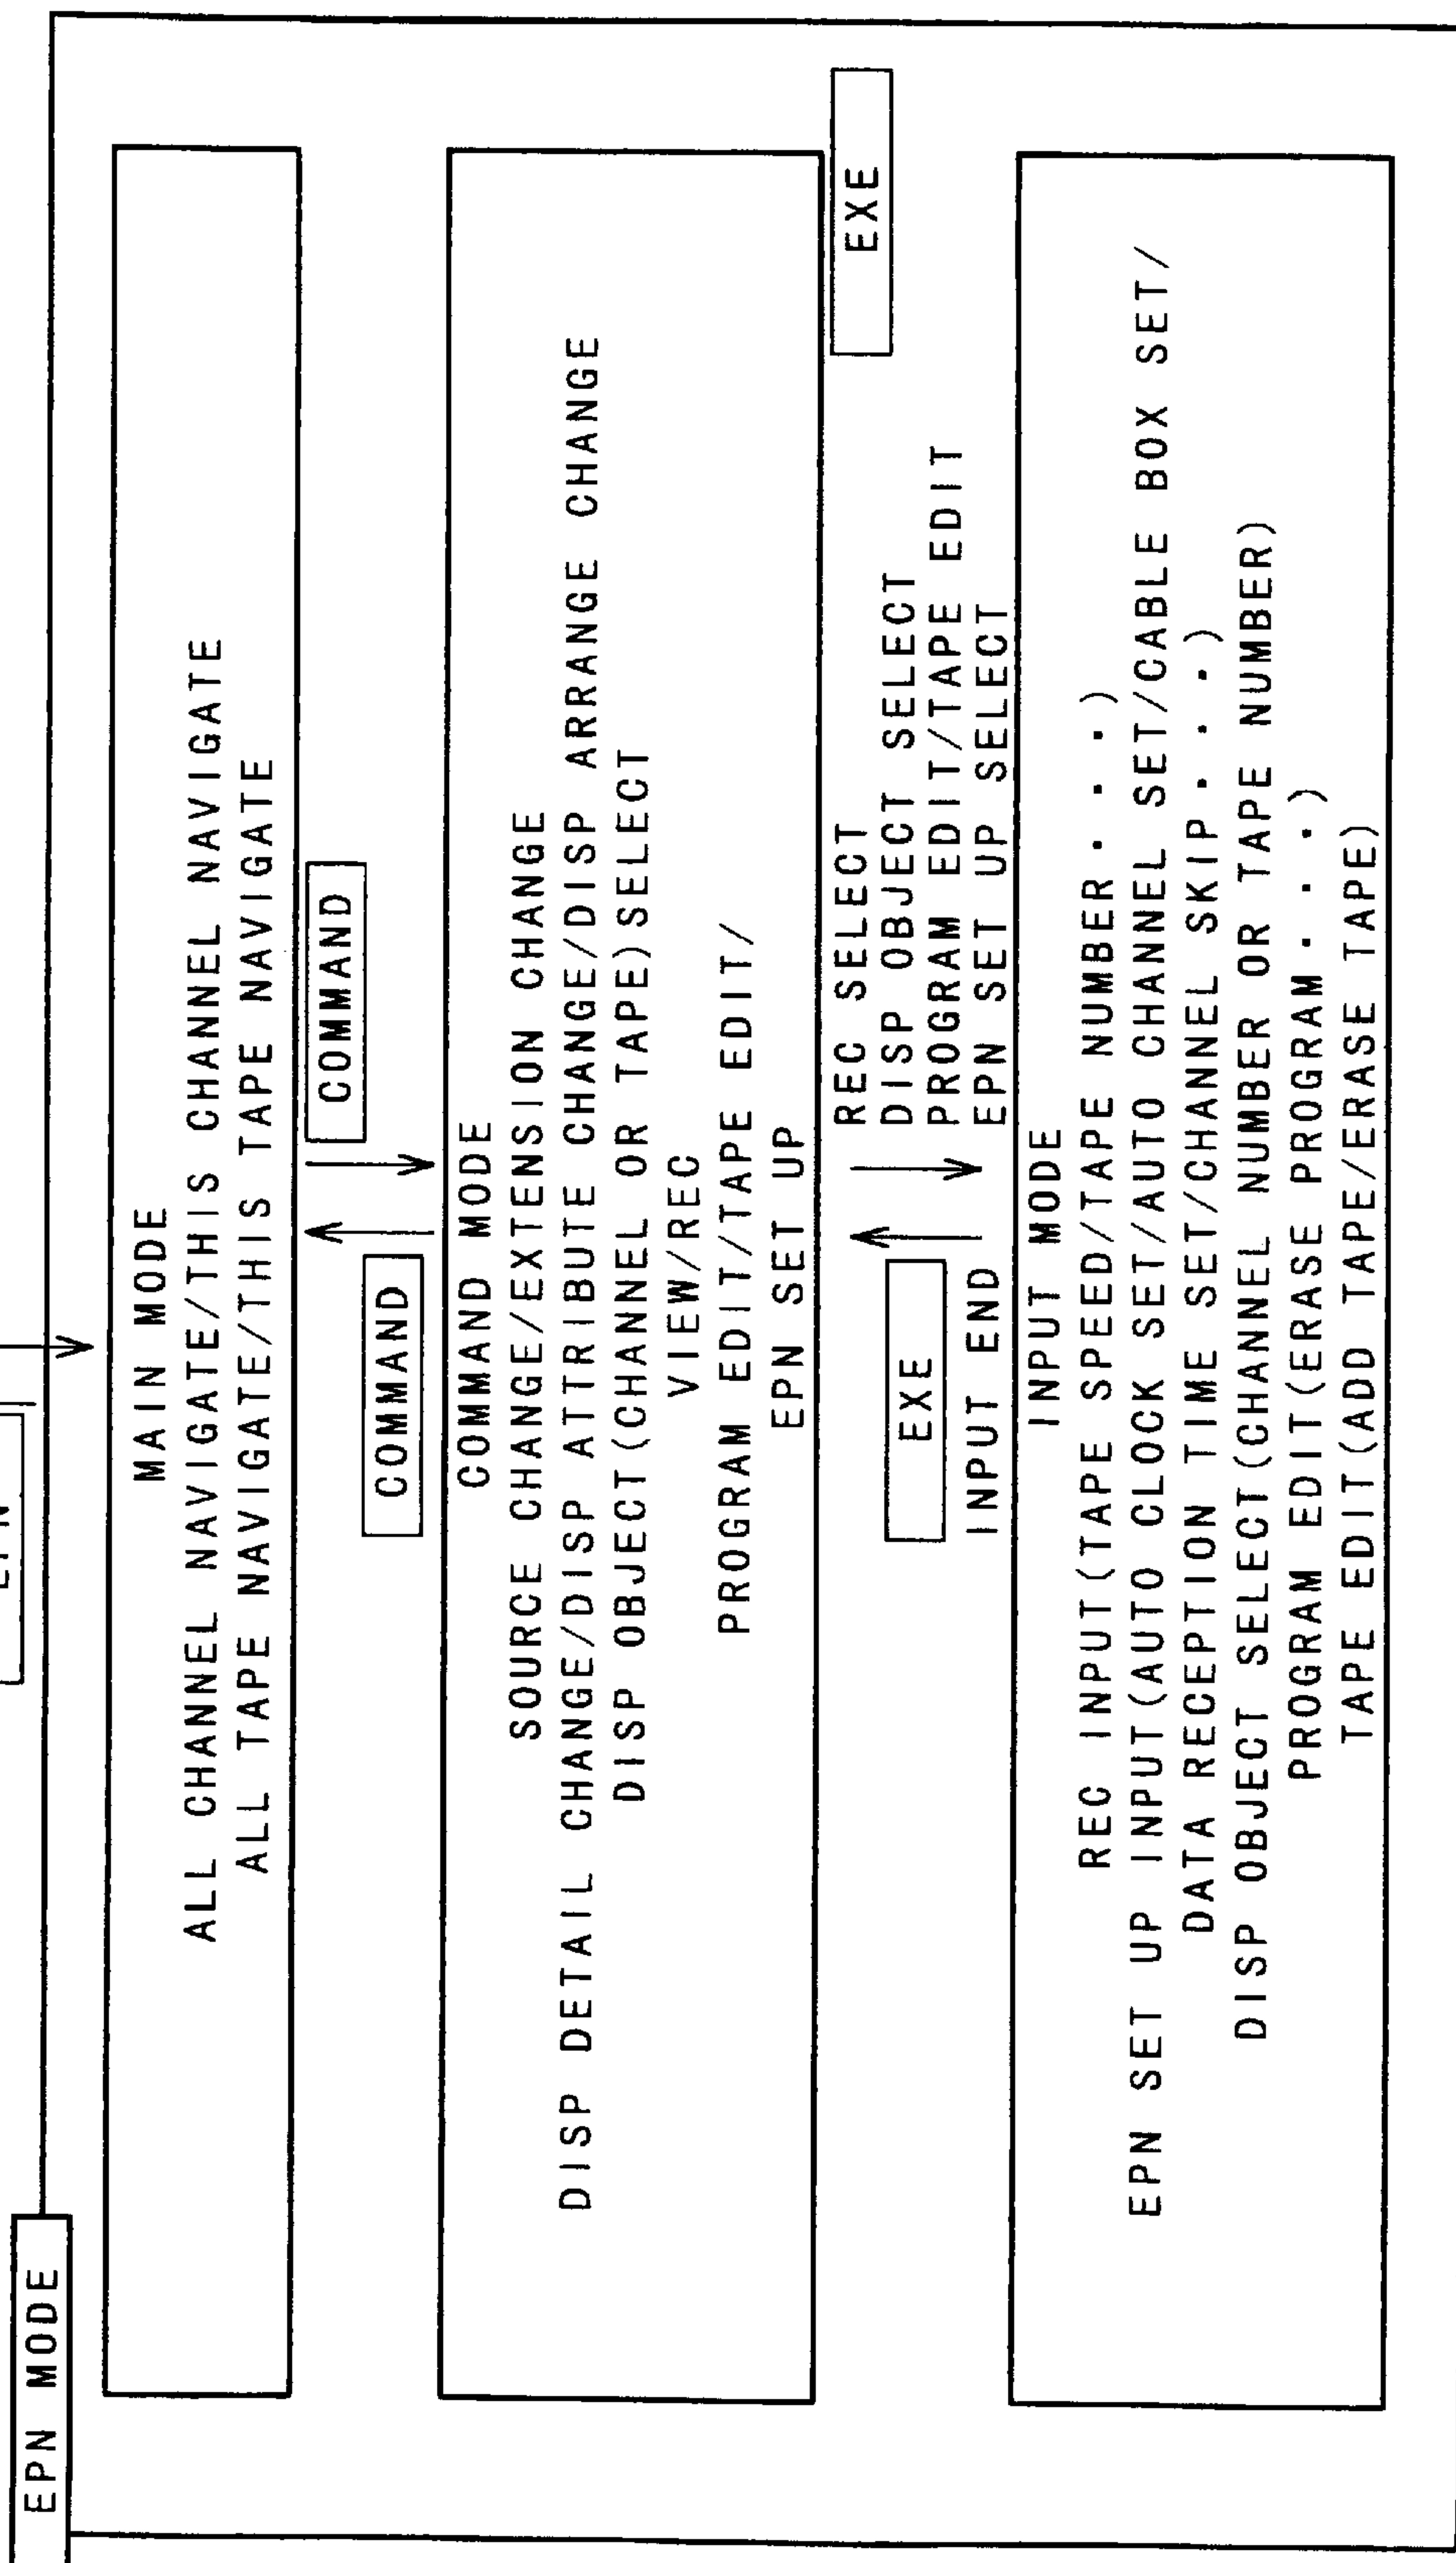 EPN MODE
MAIN MODE
ALL CHANNEL NAVIGATE/THIS CHANNEL NAVIGATE
ALL TAPE NAVIGATE/THIS TAPE NAVIGATE
COMMAND
COMMAND
COMMAND MODE
SOURCE CHANGE/EXTENSION CHANGE
DISP DETAIL CHANGE/DISP ATTRIBUTE CHANGE/DISP ARRANGE CHANGE
DISP OBJECT(CHANNEL OR TAPE)SELECT
VIEW/REC
PROGRAM EDIT/TAPE EDIT/
EPN SET UP
EXE
INPUT END
REC SELECT
DISP OBJECT SELECT
PROGRAM EDIT/TAPE EDIT
EPN SET UP SELECT
EXE
INPUT MODE
REC INPUT(TAPE SPEED/TAPE NUMBER...)
EPN SET UP INPUT(AUTO CLOCK SET/AUTO CHANNEL SET/CABLE BOX SET/
DATA RECEPTION TIME SET/CHANNEL SKIP...)
DISP OBJECT SELECT(CHANNEL NUMBER OR TAPE NUMBER)
PROGRAM EDIT(ERASE PROGRAM...)
TAPE EDIT(ADD TAPE/ERASE TAPE)